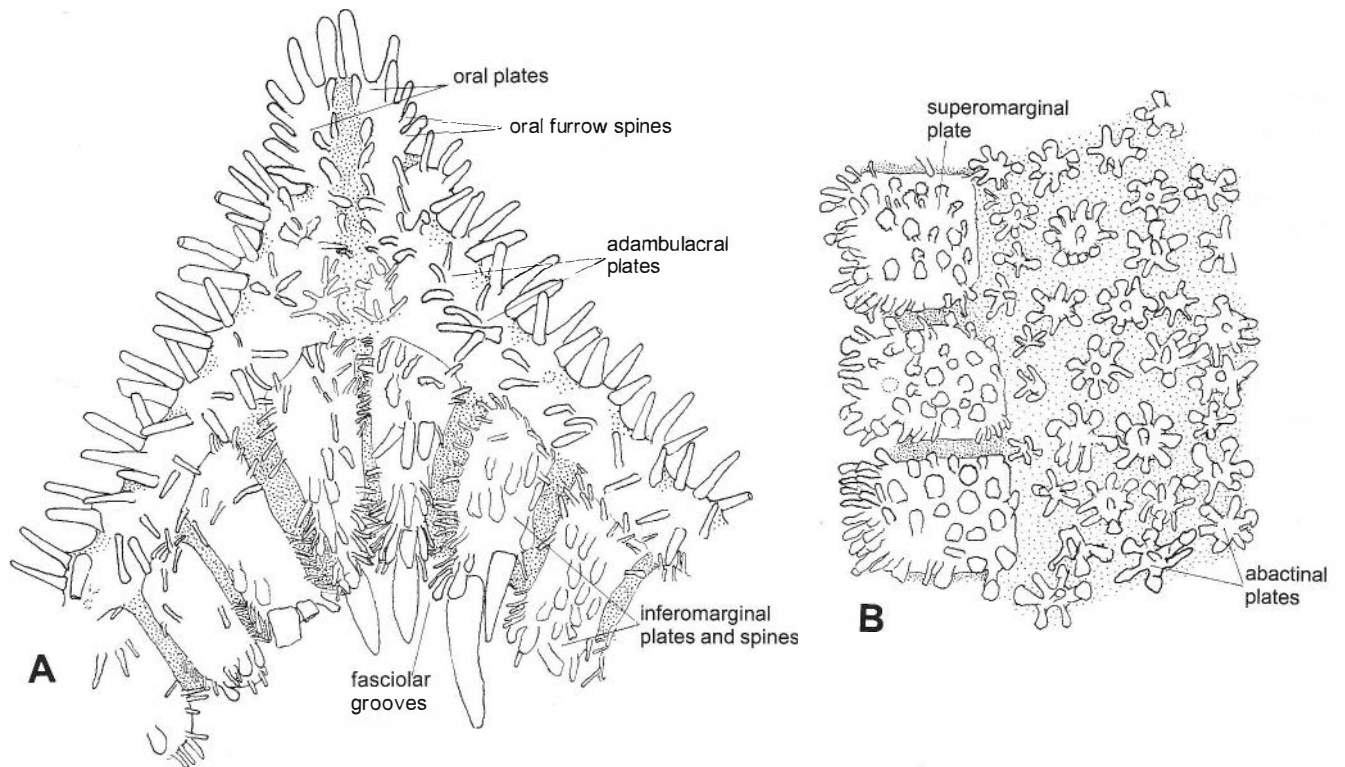 oral plates
oral furrow spines
adambulacral
plates
inferomarginal
plates and spines
fasciolar
grooves
A
superomarginal
plate
abactinal
plates
B